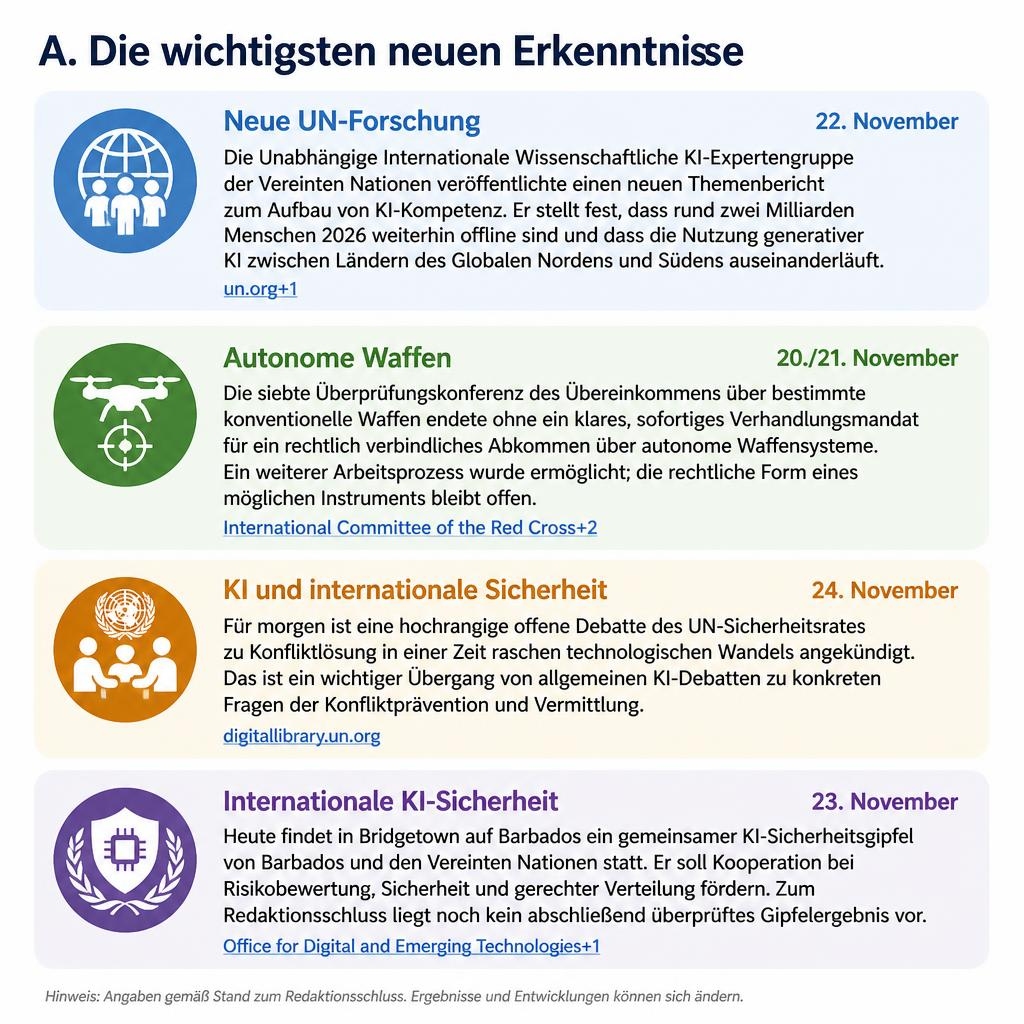 A. Die wichtigsten neuen Erkenntnisse
Neue UN-Forschung
22. November
Die Unabhängige Internationale Wissenschaftliche KI-Expertengruppe
der Vereinten Nationen veröffentlichte einen neuen Themenbericht
zum Aufbau von KI-Kompetenz. Er stellt fest, dass rund zwei Milliarden
Menschen 2026 weiterhin offline sind und dass die Nutzung generativer
KI zwischen Ländern des Globalen Nordens und Südens auseinanderläuft.
un.org+1
Autonome Waffen
20./21. November
Die siebte Überprüfungskonferenz des Übereinkommens über bestimmte
konventionelle Waffen endete ohne ein klares, sofortiges Verhandlungsmandat
für ein rechtlich verbindliches Abkommen über autonome Waffensysteme.
Ein weiterer Arbeitsprozess wurde ermöglicht; die rechtliche Form eines
möglichen Instruments bleibt offen.
International Committee of the Red Cross+2
KI und internationale Sicherheit
24. November
Für morgen ist eine hochrangige offene Debatte des UN-Sicherheitsrates
zu Konfliktlösung in einer Zeit raschen technologischen Wandels angekündigt.
Das ist ein wichtiger Übergang von allgemeinen KI-Debatten zu konkreten
Fragen der Konfliktprävention und Vermittlung.
digitallibrary.un.org
Internationale KI-Sicherheit
23. November
Heute findet in Bridgetown auf Barbados ein gemeinsamer KI-Sicherheitsgipfel
von Barbados und den Vereinten Nationen statt. Er soll Kooperation bei
Risikobewertung, Sicherheit und gerechter Verteilung fördern. Zum
Redaktionsschluss liegt noch kein abschließend überprüftes Gipfelergebnis vor.
Office for Digital and Emerging Technologies+1
Hinweis: Angaben gemäß Stand zum Redaktionsschluss. Ergebnisse und Entwicklungen können sich ändern.